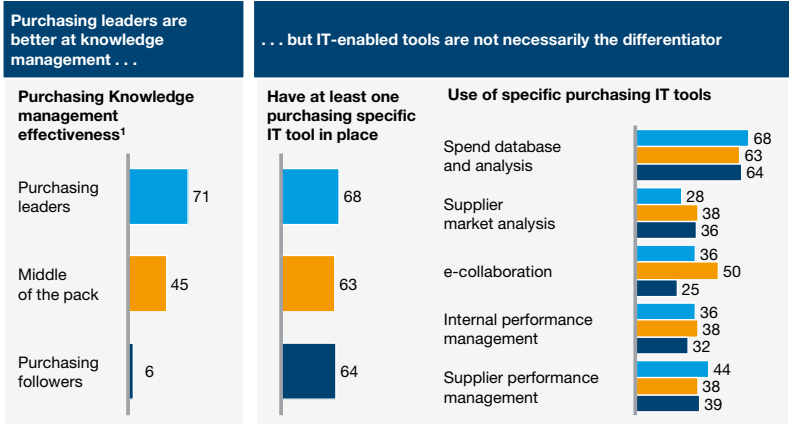 Purchasing leaders are
better at knowledge
management . . .
. . . but IT-enabled tools are not necessarily the differentiator
Purchasing Knowledge
management
effectiveness¹
Purchasing
leaders
71
Middle
of the pack
45
Purchasing
followers
6
Have at least one
purchasing specific
IT tool in place
68
63
64
Use of specific purchasing IT tools
Spend database
and analysis
68
63
64
Supplier
market analysis
28
38
36
e-collaboration
36
50
25
Internal performance
management
36
38
32
Supplier performance
management
44
38
39